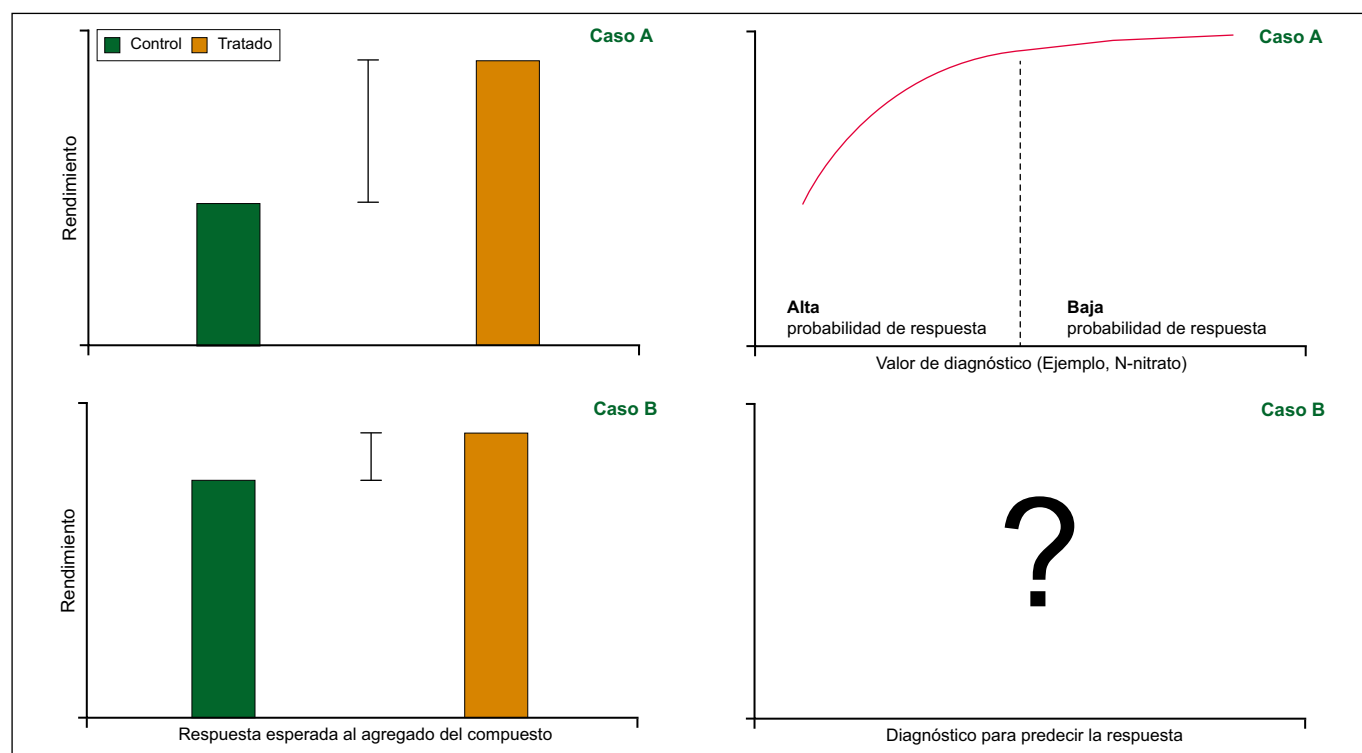 Control Tratado
Caso A
Rendimiento
Caso A
Alta
probabilidad de respuesta
Baja
probabilidad de respuesta
Valor de diagnóstico (Ejemplo, N-nitrato)
Caso B
Rendimiento
Respuesta esperada al agregado del compuesto
Caso B
?
Diagnóstico para predecir la respuesta